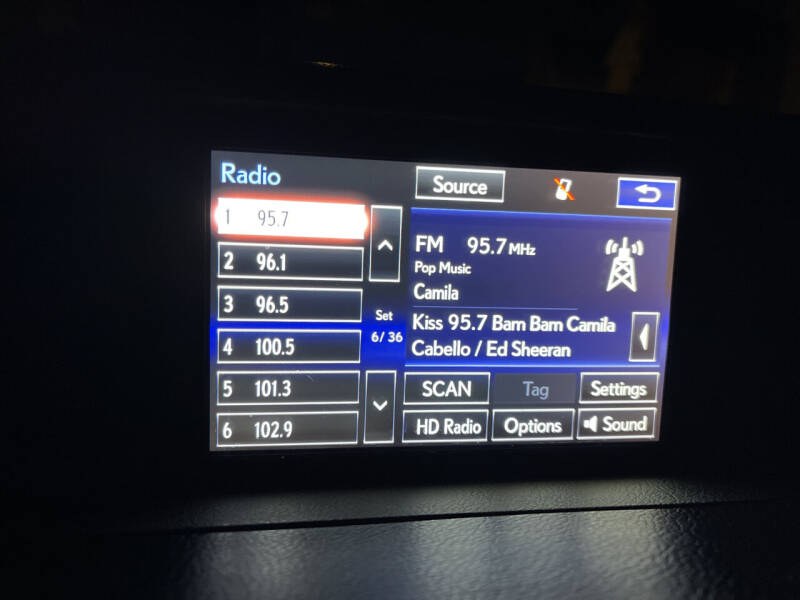 Radio
Source
1 95.7
2 96.1
3 96.5
4 100.5
5 101.3
6 102.9
Set
6/36
FM 95.7 MHz
Pop Music
Camila
Kiss 95.7 Bam Bam Camila
Cabello / Ed Sheeran
SCAN Tag Settings
HD Radio Options Sound